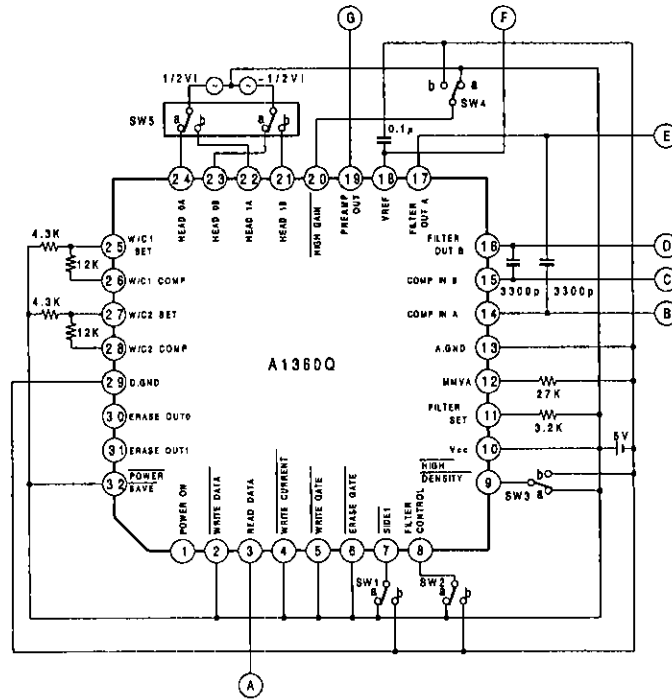 G
F
1/2VI
-1/2VI
b
a
SW4
SW5
a
b
a
b
0.1μ
E
24
23
22
21
20
19
18
17
HEAD 0A
HEAD 0B
HEAD 1A
HEAD 1B
HIGH GAIN
PREAMP OUT
VREF
FILTER OUT A
4.3K
25
W/C1 SET
12K
26
W/C1 COMP
4.3K
27
W/C2 SET
12K
28
W/C2 COMP
29
D.GND
30
ERASE OUT0
31
ERASE OUT1
32
POWER SAVE
A1360Q
FILTER OUT B
16
D
COMP IN B
15
C
3300p
3300p
COMP IN A
14
B
A.GND
13
MMVA
12
27K
FILTER SET
11
3.2K
Vcc
10
5V
HIGH DENSITY
9
b
SW3
a
POWER ON
WRITE DATA
READ DATA
WRITE CURRENT
WRITE GATE
ERASE GATE
SIDE1
FILTER CONTROL
1
2
3
4
5
6
7
8
SW1
a
b
SW2
a
b
A